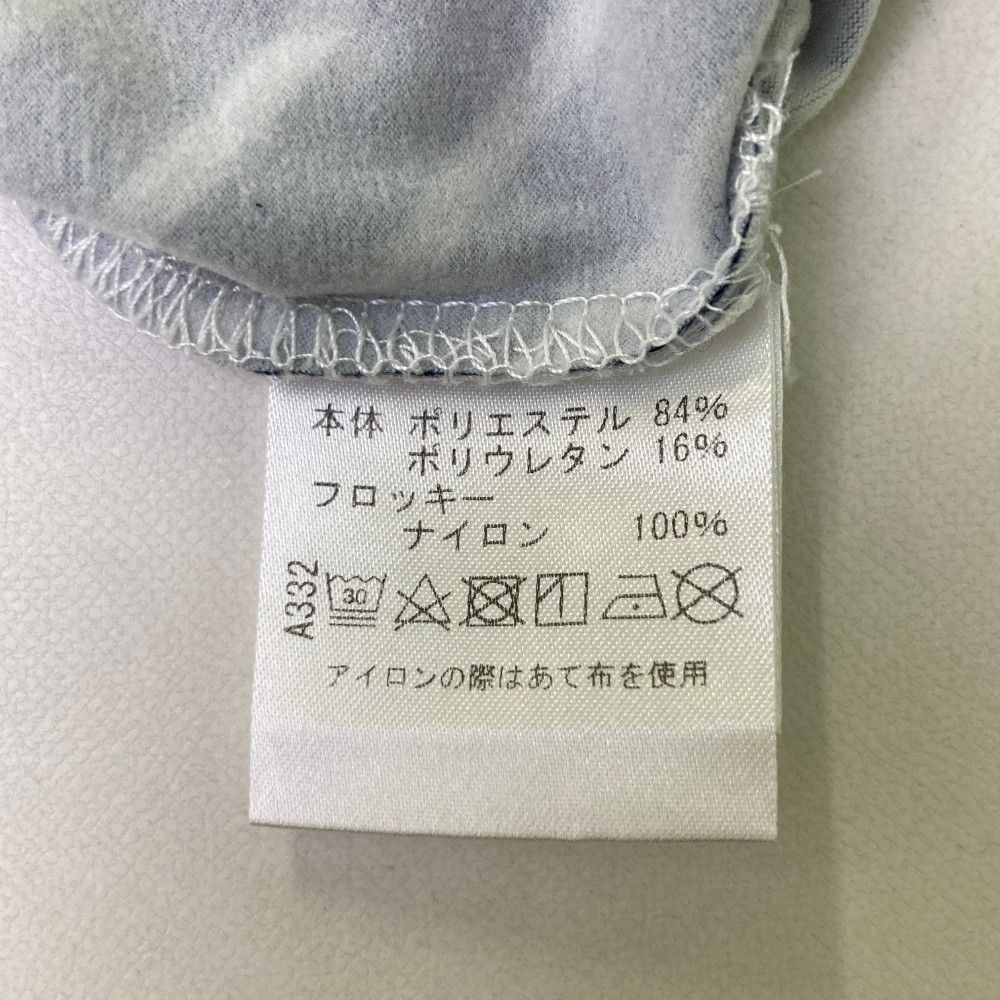 本体 ポリエステル 84%
ポリウレタン 16%
フロッキー
ナイロン 100%
A332
30
アイロンの際はあて布を使用